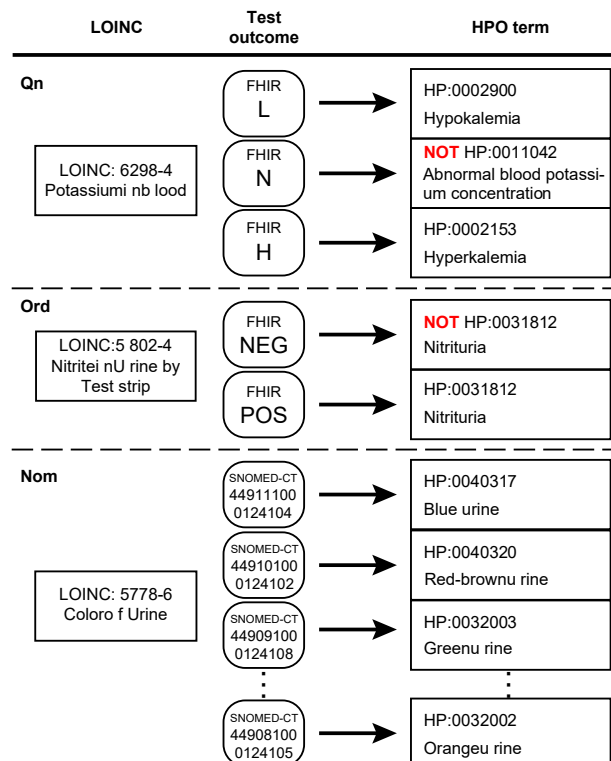 LOINC
Test
outcome
HPO term
Qn
LOINC: 6298-4
Potassiumi nb lood
FHIR
L
HP:0002900
Hypokalemia
FHIR
N
NOT HP:0011042
Abnormal blood potassi-
um concentration
FHIR
H
HP:0002153
Hyperkalemia
Ord
LOINC:5 802-4
Nitritei nU rine by
Test strip
FHIR
NEG
NOT HP:0031812
Nitrituria
FHIR
POS
HP:0031812
Nitrituria
Nom
LOINC: 5778-6
Coloro f Urine
SNOMED-CT
44911100
0124104
HP:0040317
Blue urine
SNOMED-CT
44910100
0124102
HP:0040320
Red-brownu rine
SNOMED-CT
44909100
0124108
HP:0032003
Greenu rine
SNOMED-CT
44908100
0124105
HP:0032002
Orangeu rine